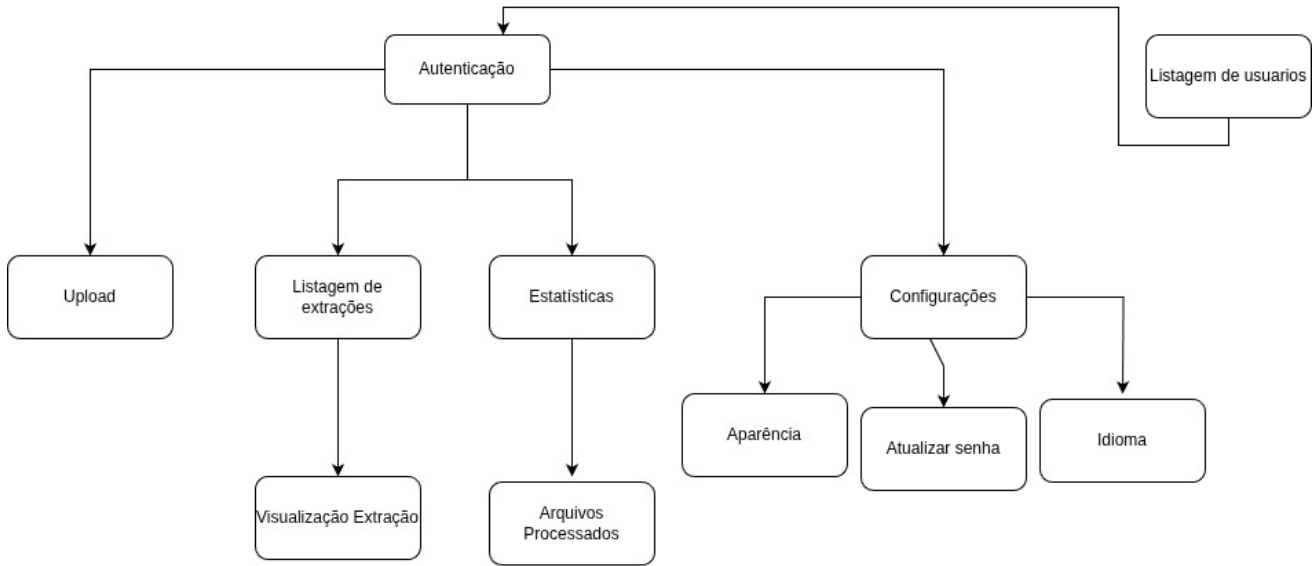 Autenticação
Listagem de usuarios
Upload
Listagem de
extrações
Estatísticas
Configurações
Aparência
Atualizar senha
Idioma
Visualização Extração
Arquivos
Processados